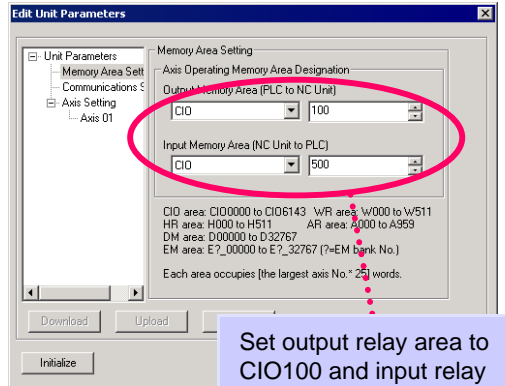 Edit Unit Parameters
Unit Parameters
Memory Area Sett
Communications S
Axis Setting
Axis 01
Memory Area Setting
Axis Operating Memory Area Designation
Output Memory Area (PLC to NC Unit)
CIO
100
Input Memory Area (NC Unit to PLC)
CIO
500
CIO area: CIO0000 to CIO6143 WR area: W000 to W511
HR area: H000 to H511 AR area: A000 to A959
DM area: D00000 to D32767
EM area: E?_00000 to E?_32767 (?=EM bank No.)
Each area occupies [the largest axis No.* 25] words.
Download
Upload
Initialize
Set output relay area to
CIO100 and input relay